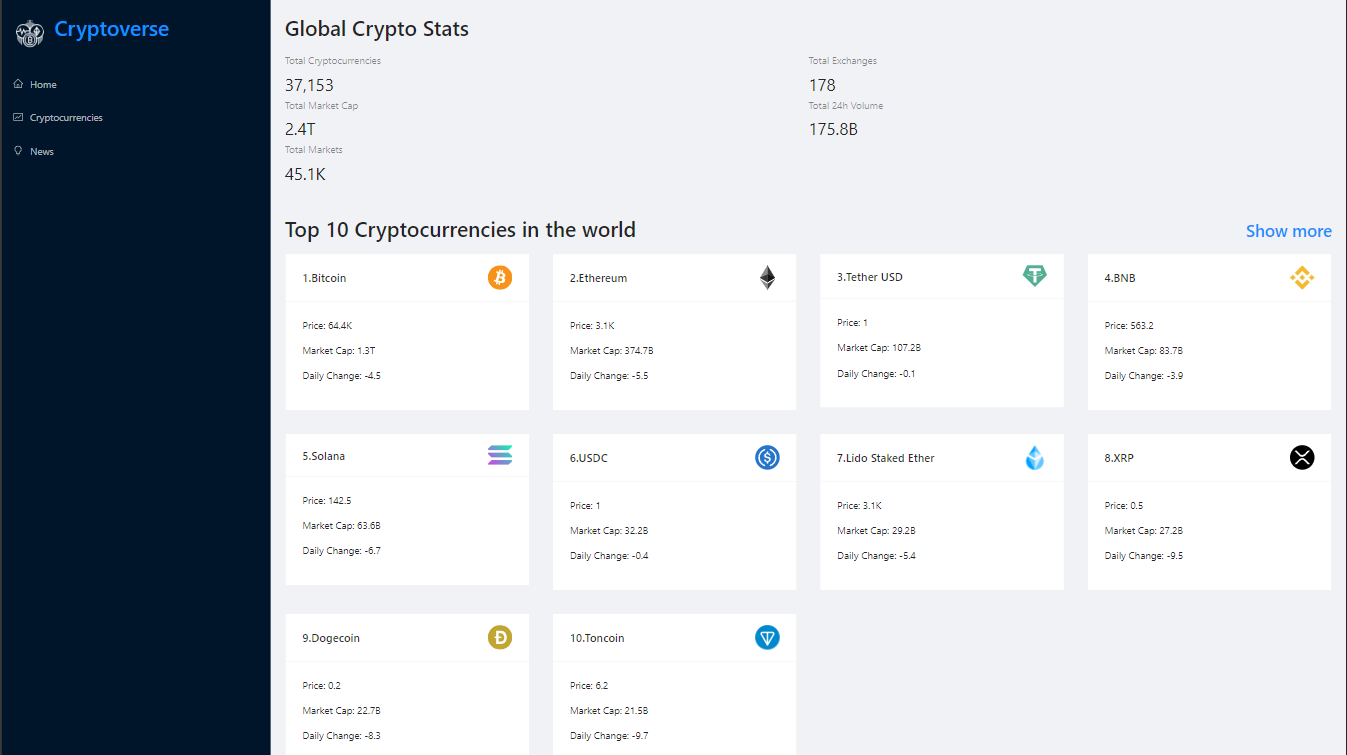 Cryptoverse
Home
Cryptocurrencies
News
Global Crypto Stats
Total Cryptocurrencies
37,153
Total Exchanges
178
Total Market Cap
2.4T
Total 24h Volume
175.8B
Total Markets
45.1K
Top 10 Cryptocurrencies in the world
Show more
1.Bitcoin
Price: 64.4K
Market Cap: 1.3T
Daily Change: -4.5
2.Ethereum
Price: 3.1K
Market Cap: 374.7B
Daily Change: -5.5
3.Tether USD
Price: 1
Market Cap: 107.2B
Daily Change: -0.1
4.BNB
Price: 563.2
Market Cap: 83.7B
Daily Change: -3.9
5.Solana
Price: 142.5
Market Cap: 63.6B
Daily Change: -6.7
6.USDC
Price: 1
Market Cap: 32.2B
Daily Change: -0.4
7.Lido Staked Ether
Price: 3.1K
Market Cap: 29.2B
Daily Change: -5.4
8.XRP
Price: 0.5
Market Cap: 27.2B
Daily Change: -9.5
9.Dogecoin
Price: 0.2
Market Cap: 22.7B
Daily Change: -8.3
10.Toncoin
Price: 6.2
Market Cap: 21.5B
Daily Change: -9.7